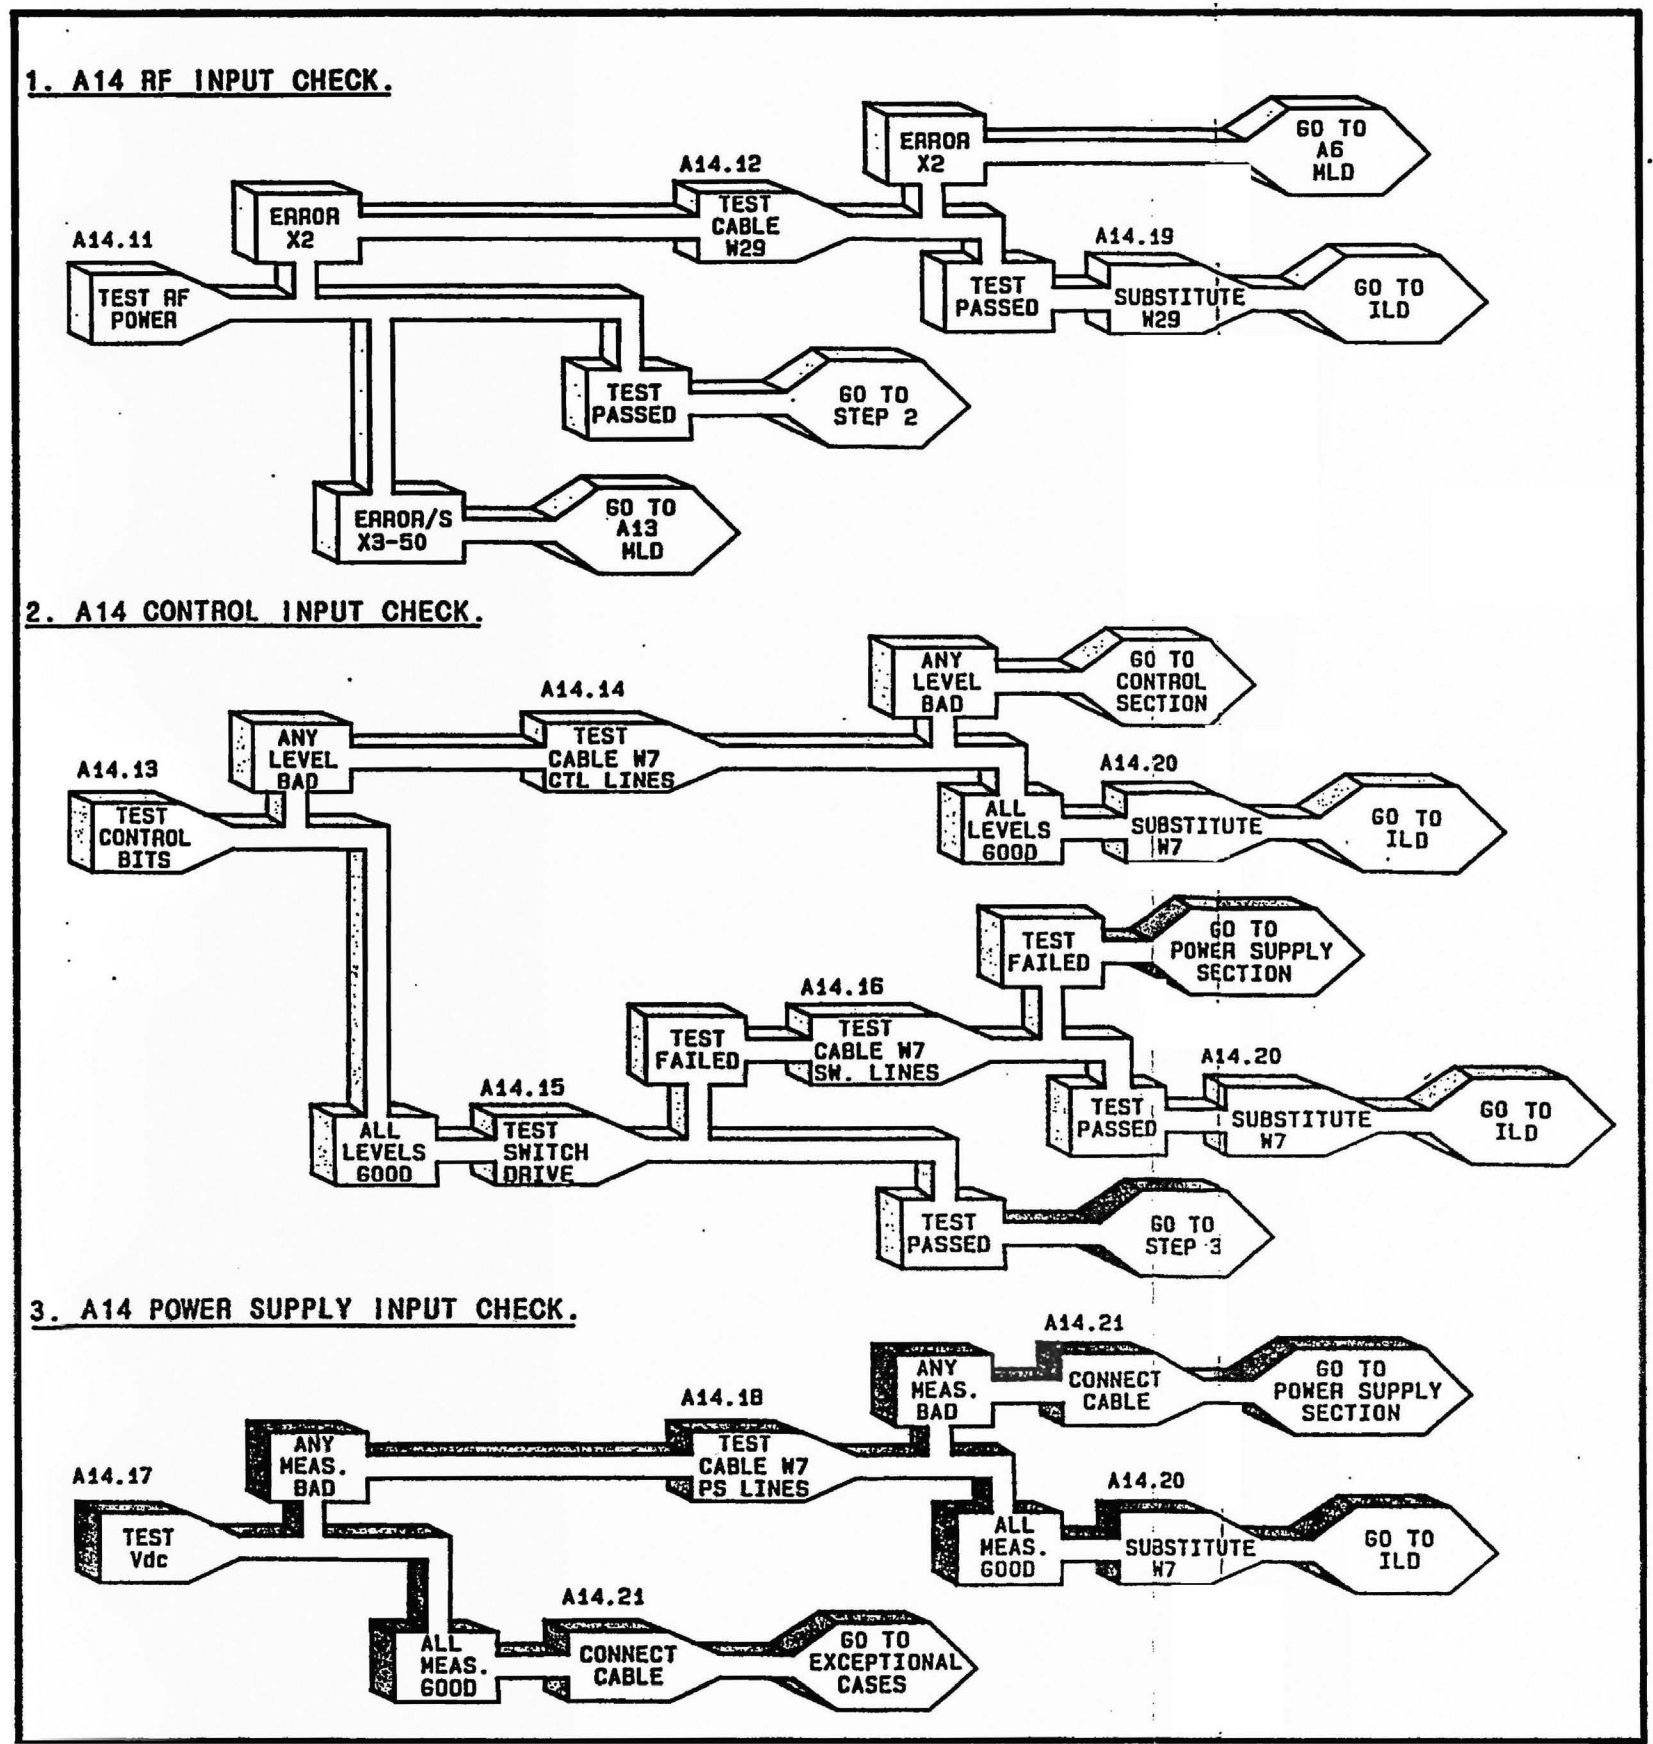 1. A14 RF INPUT CHECK.
A14.11
TEST RF
POWER
ERROR
X2
A14.12
TEST
CABLE
W29
ERROR
X2
GO TO
A6
MLD
TEST
PASSED
A14.19
SUBSTITUTE
W29
GO TO
ILD
TEST
PASSED
GO TO
STEP 2
ERROR/S
X3-50
GO TO
A13
MLD
2. A14 CONTROL INPUT CHECK.
A14.13
TEST
CONTROL
BITS
ANY
LEVEL
BAD
A14.14
TEST
CABLE W7
CTL LINES
ANY
LEVEL
BAD
GO TO
CONTROL
SECTION
ALL
LEVELS
GOOD
A14.20
SUBSTITUTE
W7
GO TO
ILD
ALL
LEVELS
GOOD
A14.15
TEST
SWITCH
DRIVE
TEST
FAILED
A14.16
TEST
CABLE W7
SW. LINES
TEST
FAILED
GO TO
POWER SUPPLY
SECTION
TEST
PASSED
A14.20
SUBSTITUTE
W7
GO TO
ILD
TEST
PASSED
GO TO
STEP 3
3. A14 POWER SUPPLY INPUT CHECK.
A14.17
TEST
Vdc
ANY
MEAS.
BAD
A14.18
TEST
CABLE W7
PS LINES
ANY
MEAS.
BAD
A14.21
CONNECT
CABLE
GO TO
POWER SUPPLY
SECTION
ALL
MEAS.
GOOD
A14.20
SUBSTITUTE
W7
GO TO
ILD
ALL
MEAS.
GOOD
A14.21
CONNECT
CABLE
GO TO
EXCEPTIONAL
CASES